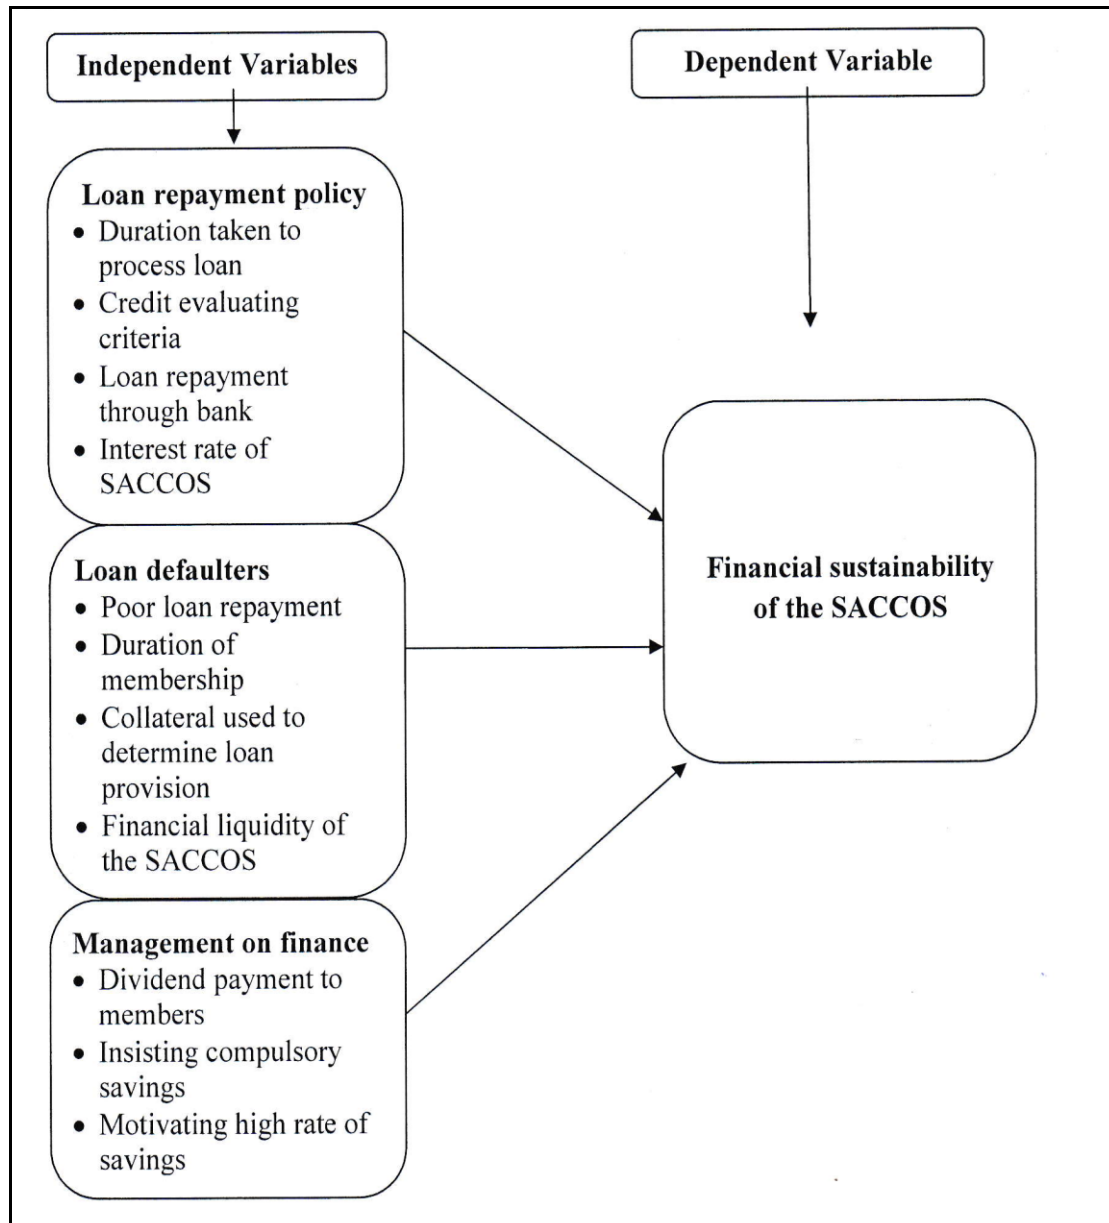 Independent Variables
Dependent Variable
Loan repayment policy
• Duration taken to
process loan
• Credit evaluating
criteria
• Loan repayment
through bank
• Interest rate of
SACCOS
Loan defaulters
• Poor loan repayment
• Duration of
membership
• Collateral used to
determine loan
provision
• Financial liquidity of
the SACCOS
Management on finance
• Dividend payment to
members
• Insisting compulsory
savings
• Motivating high rate of
savings
Financial sustainability
of the SACCOS